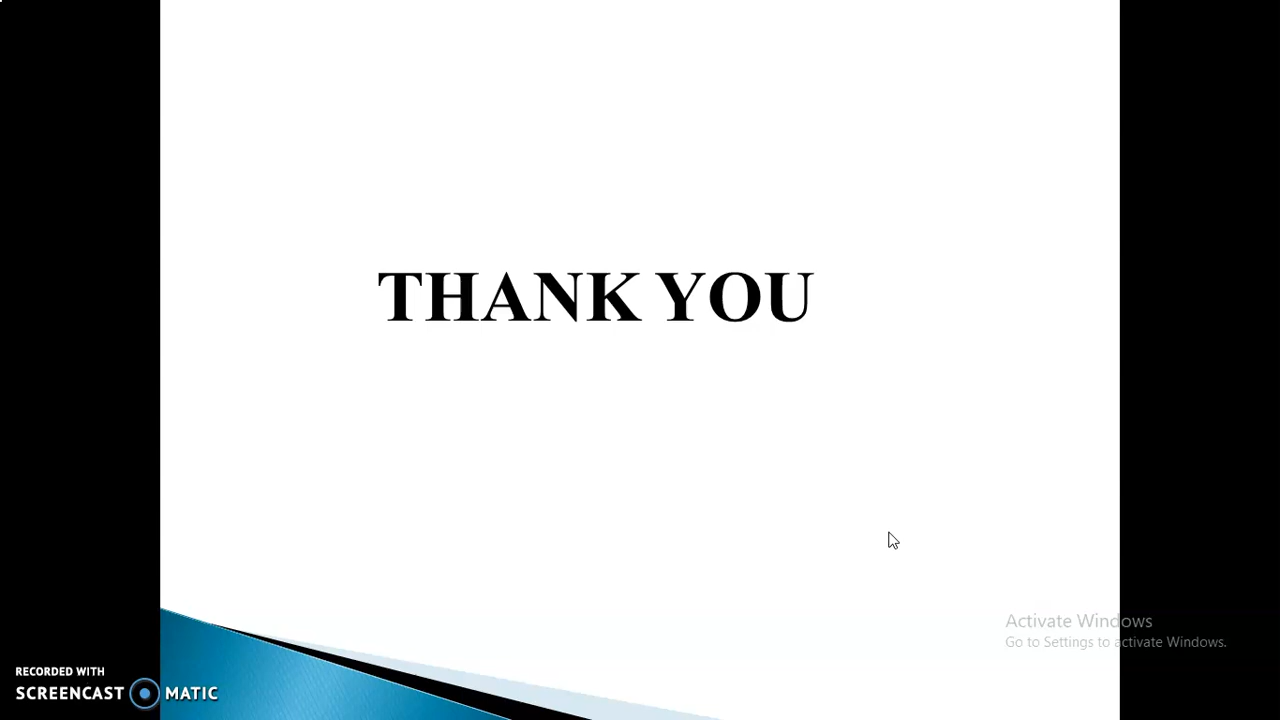 THANK YOU
Activate Windows
Go to Settings to activate Windows.
RECORDED WITH
SCREENCAST MATIC